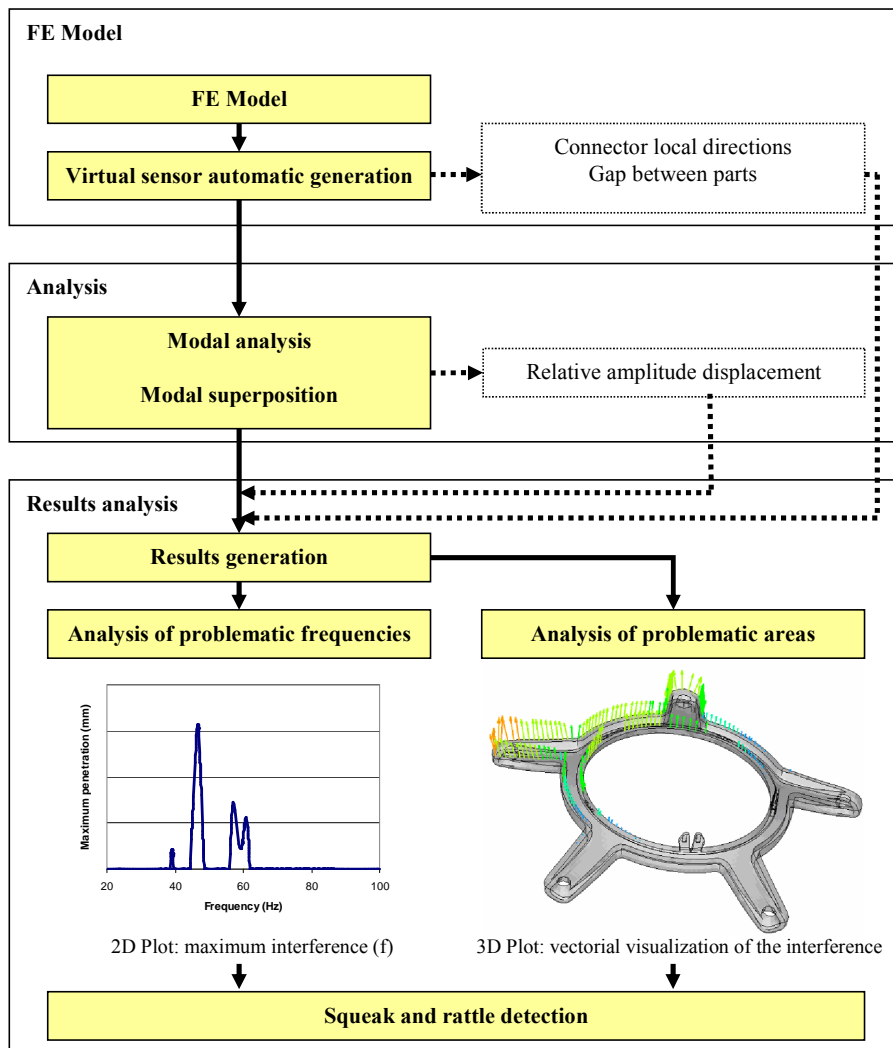 FE Model
FE Model
Virtual sensor automatic generation
Connector local directions
Gap between parts
Analysis
Modal analysis
Modal superposition
Relative amplitude displacement
Results analysis
Results generation
Analysis of problematic frequencies
Analysis of problematic areas
Maximum penetration (mm)
20 40 60 80 100
Frequency (Hz)
2D Plot: maximum interference (f)
3D Plot: vectorial visualization of the interference
Squeak and rattle detection